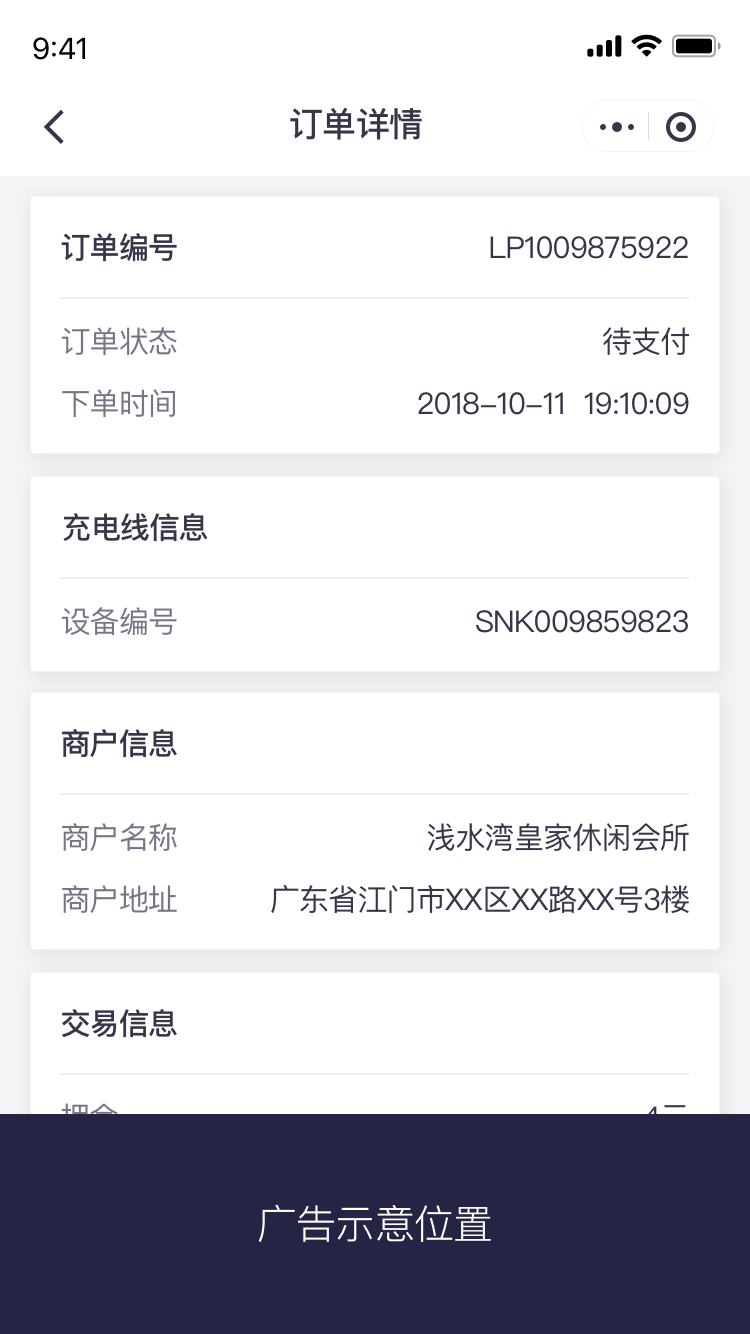 9:41
订单详情
订单编号 LP1009875922
订单状态 待支付
下单时间 2018-10-11 19:10:09
充电线信息
设备编号 SNK009859823
商户信息
商户名称 浅水湾皇家休闲会所
商户地址 广东省江门市XX区XX路XX号3楼
交易信息
广告示意位置